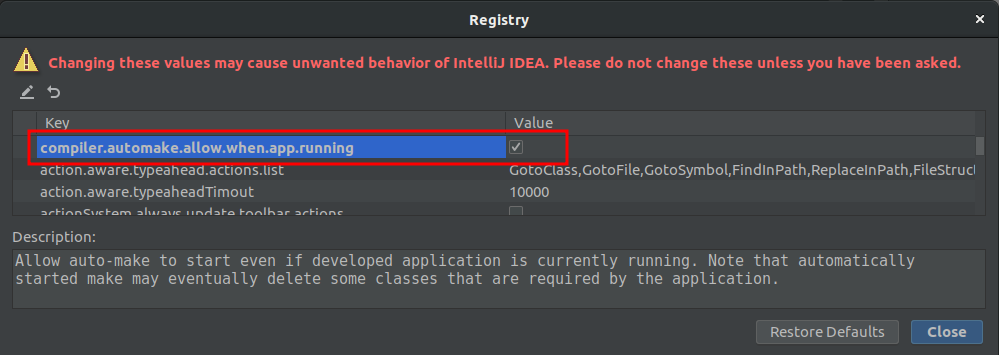 Registry
Changing these values may cause unwanted behavior of IntelliJ IDEA. Please do not change these unless you have been asked.
Key Value
compiler.automake.allow.when.app.running
action.aware.typeahead.actions.list GotoClass,GotoFile,GotoSymbol,FindInPath,ReplaceInPath,FileStruct
action.aware.typeaheadTimout 10000
actionSystem.always.update.toolbar.actions
Description:
Allow auto-make to start even if developed application is currently running. Note that automatically
started make may eventually delete some classes that are required by the application.
Restore Defaults Close